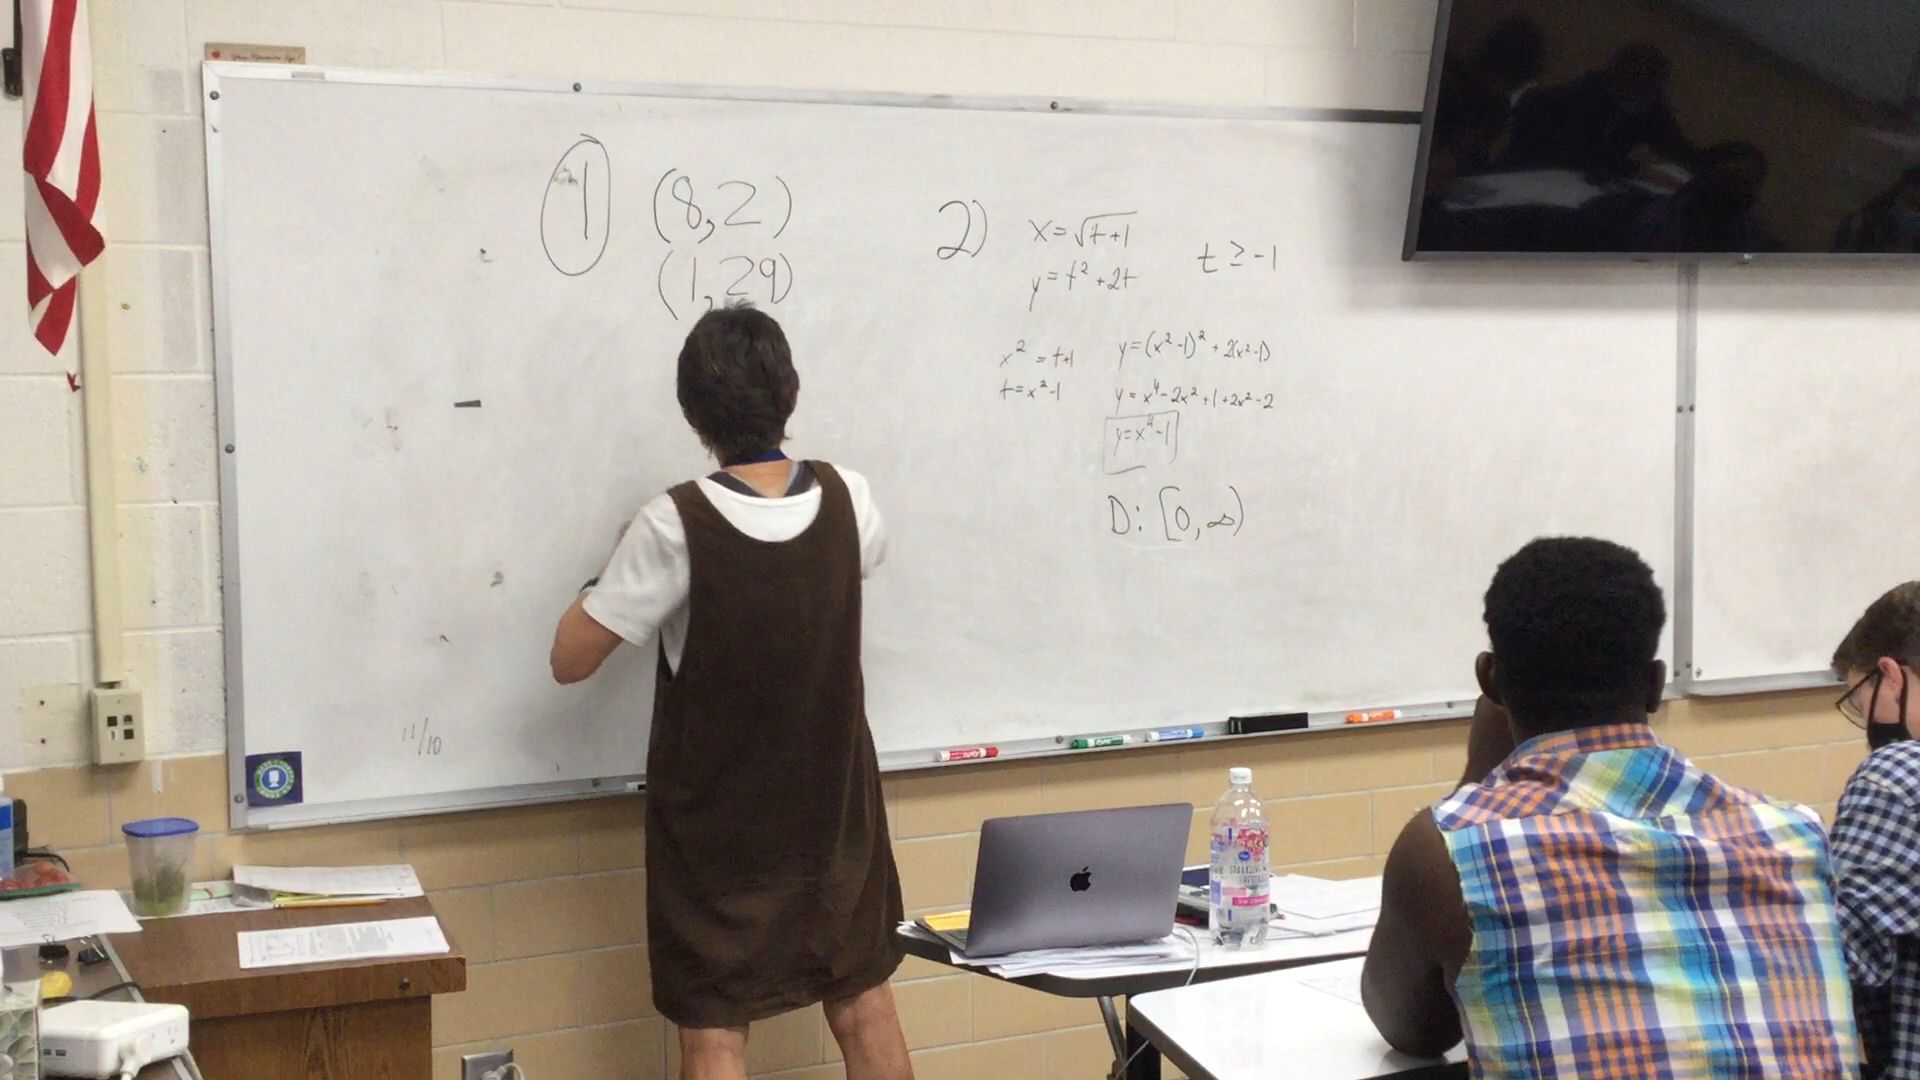 1
(8,2)
(1,29)
2)
x=√t+1
y=t²+2t
t ≥ -1
x² = t+1
t=x²-1
y=(x²-1)²+2(x²-1)
y=x⁴-2x²+1+2x²-2
y=x⁴-1
D: [0,∞)
11/10